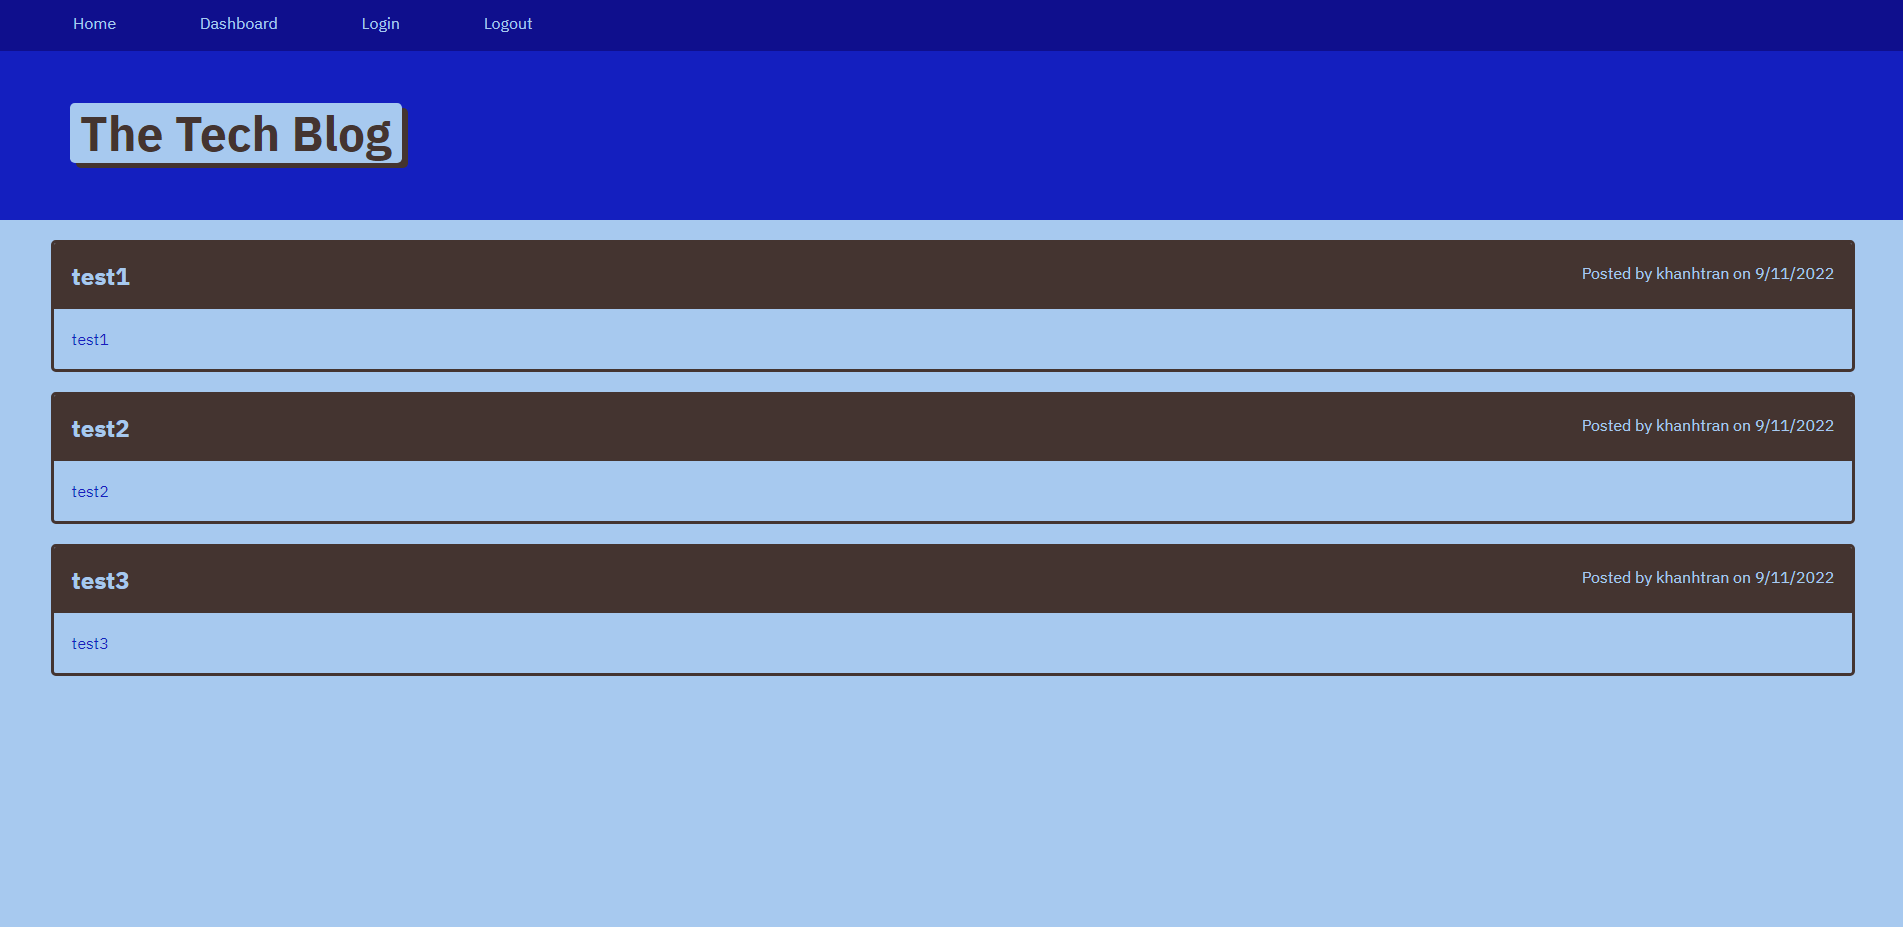 Home Dashboard Login Logout
The Tech Blog
test1 Posted by khanhtran on 9/11/2022
test1
test2 Posted by khanhtran on 9/11/2022
test2
test3 Posted by khanhtran on 9/11/2022
test3